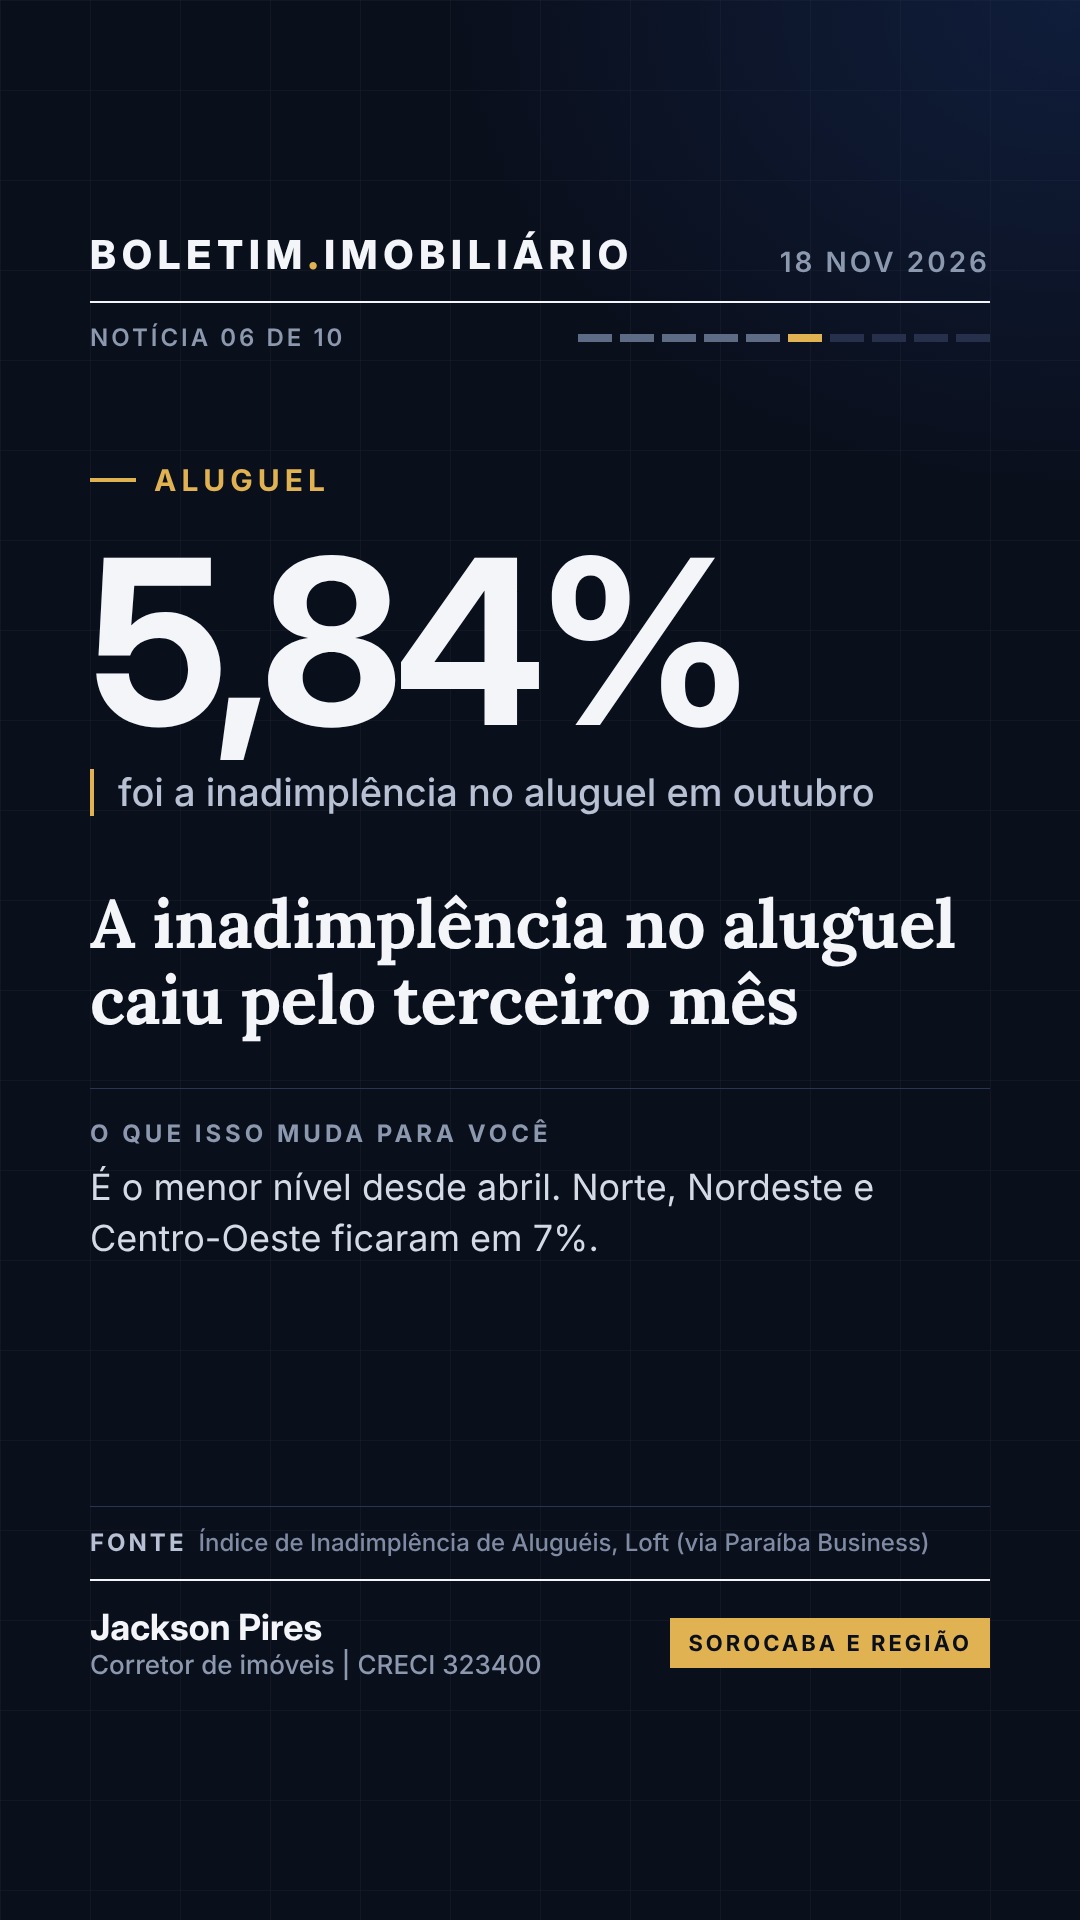 BOLETIM.IMOBILIÁRIO
18 NOV 2026
NOTÍCIA 06 DE 10
ALUGUEL
5,84%
foi a inadimplência no aluguel em outubro
A inadimplência no aluguel
caiu pelo terceiro mês
O QUE ISSO MUDA PARA VOCÊ
É o menor nível desde abril. Norte, Nordeste e
Centro-Oeste ficaram em 7%.
FONTE Índice de Inadimplência de Aluguéis, Loft (via Paraíba Business)
Jackson Pires
Corretor de imóveis | CRECI 323400
SOROCABA E REGIÃO